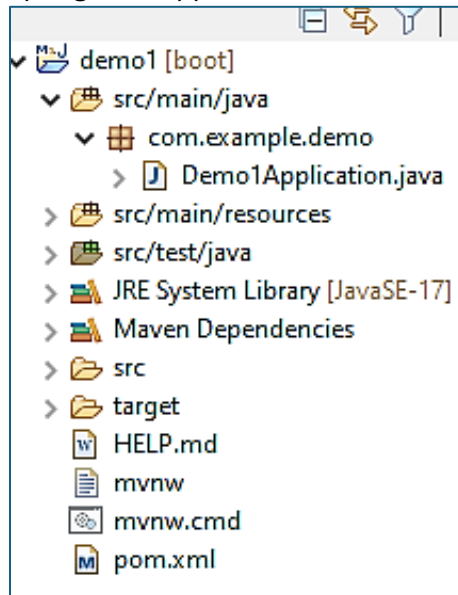 demo1 [boot]
src/main/java
com.example.demo
Demo1Application.java
src/main/resources
src/test/java
JRE System Library [JavaSE-17]
Maven Dependencies
src
target
HELP.md
mvnw
mvnw.cmd
pom.xml